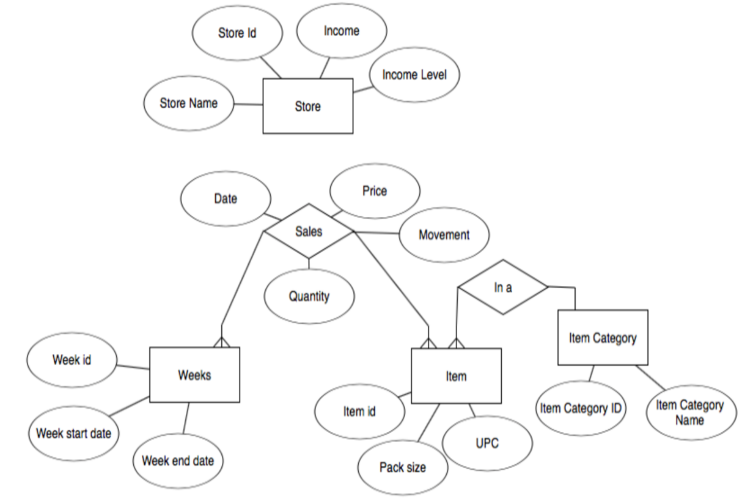 Store Id
Income
Income Level
Store Name
Store
Date
Price
Sales
Movement
Quantity
In a
Item Category
Week id
Weeks
Item
Week start date
Week end date
Item id
Pack size
UPC
Item Category ID
Item Category
Name